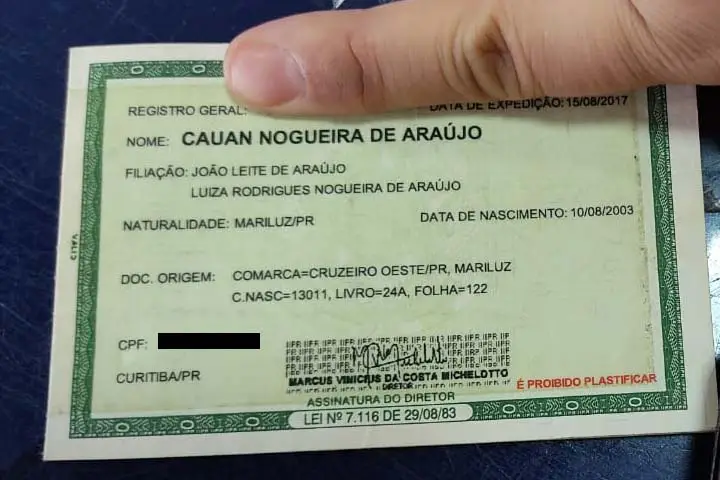 REGISTRO GERAL:
DATA DE EXPEDIÇÃO: 15/08/2017
NOME: CAUAN NOGUEIRA DE ARAÚJO
FILIAÇÃO: JOÃO LEITE DE ARAÚJO
LUIZA RODRIGUES NOGUEIRA DE ARAÚJO
NATURALIDADE: MARILUZ/PR
DATA DE NASCIMENTO: 10/08/2003
DOC. ORIGEM: COMARCA=CRUZEIRO OESTE/PR, MARILUZ
C.NASC=13011, LIVRO=24A, FOLHA=122
CPF:
CURITIBA/PR
MARCUS VINICIUS DA COSTA MICHELOTTO
DIRETOR
É PROIBIDO PLASTIFICAR
ASSINATURA DO DIRETOR
LEI Nº 7.116 DE 29/08/83